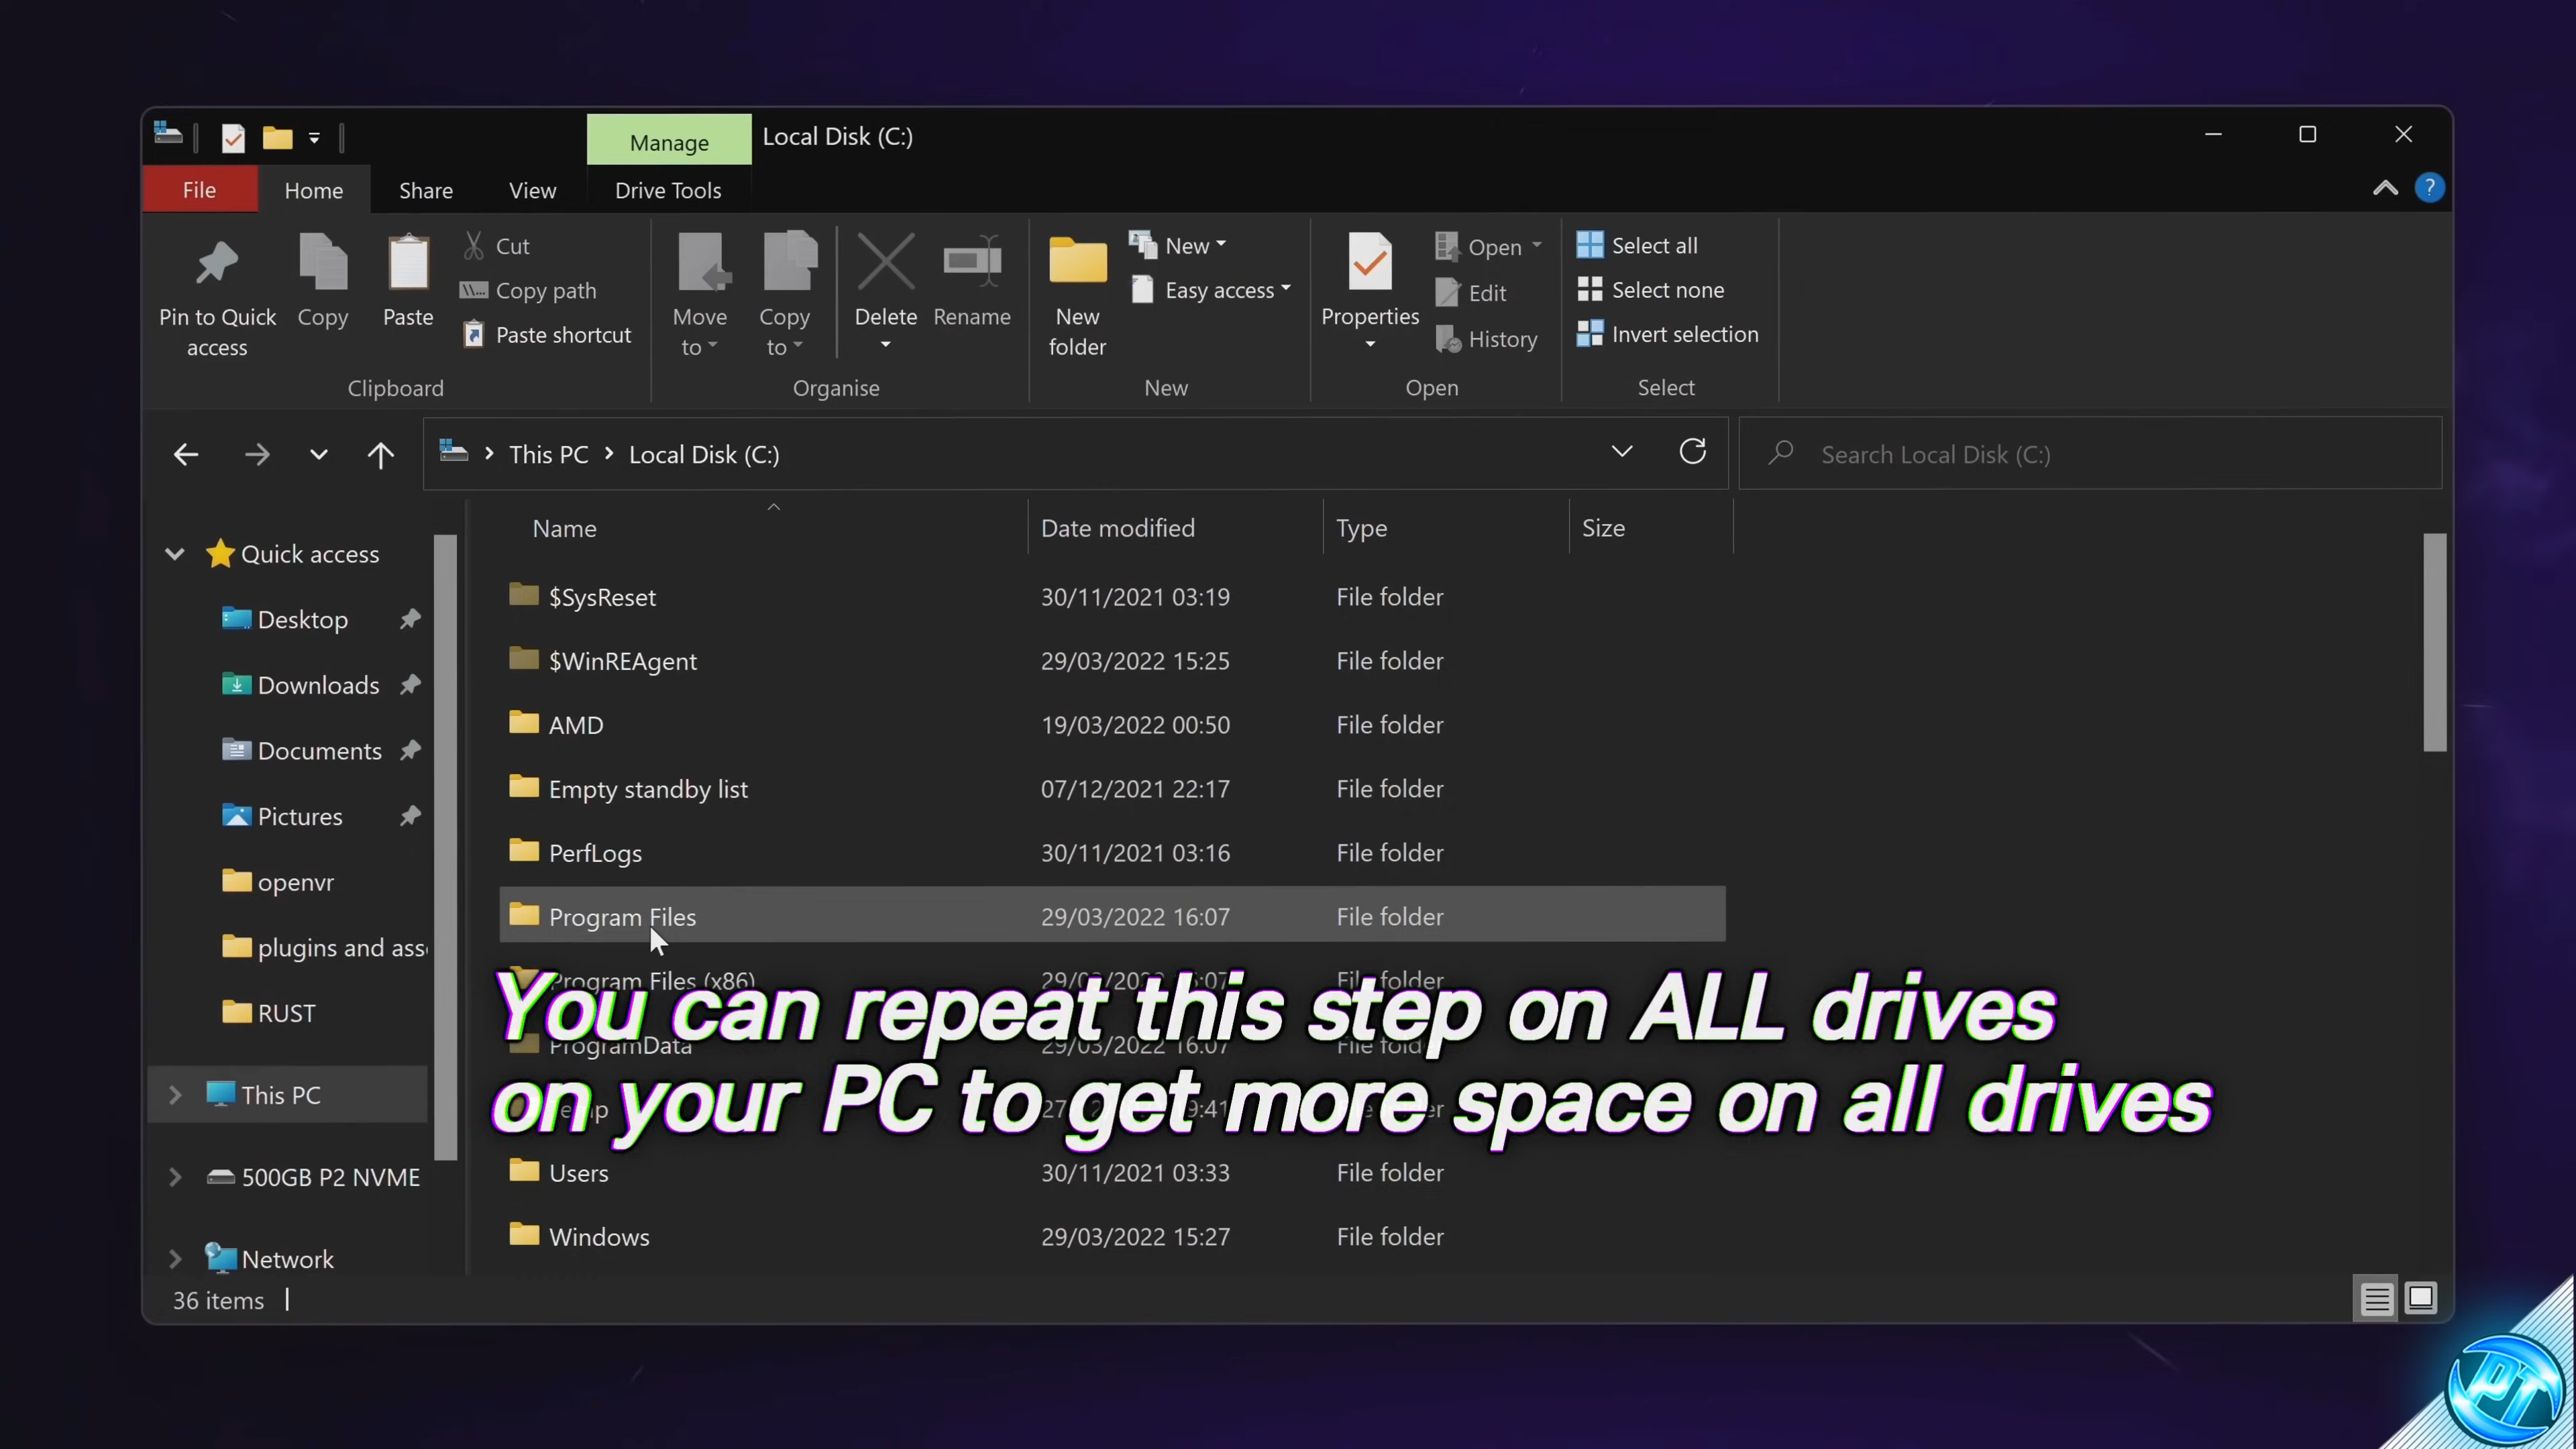 Manage
Local Disk (C:)
File
Home
Share
View
Drive Tools
?
Pin to Quick access
Copy
Paste
Cut
Copy path
Paste shortcut
Clipboard
Move to
Copy to
Delete
Rename
Organise
New folder
New
Easy access
New
Properties
Open
Edit
History
Open
Select all
Select none
Invert selection
Select
This PC
Local Disk (C:)
Search Local Disk (C:)
Quick access
Desktop
Downloads
Documents
Pictures
openvr
plugins and ass
RUST
This PC
500GB P2 NVME
Network
Name Date modified Type Size
$SysReset 30/11/2021 03:19 File folder
$WinREAgent 29/03/2022 15:25 File folder
AMD 19/03/2022 00:50 File folder
Empty standby list 07/12/2021 22:17 File folder
PerfLogs 30/11/2021 03:16 File folder
Program Files 29/03/2022 16:07 File folder
Program Files (x86) File folder
You can repeat this step on ALL drives
ProgramData 29/03/2022 16:07
on your PC to get more space on all drives
Users 30/11/2021 03:33 File folder
Windows 29/03/2022 15:27 File folder
36 items
PT